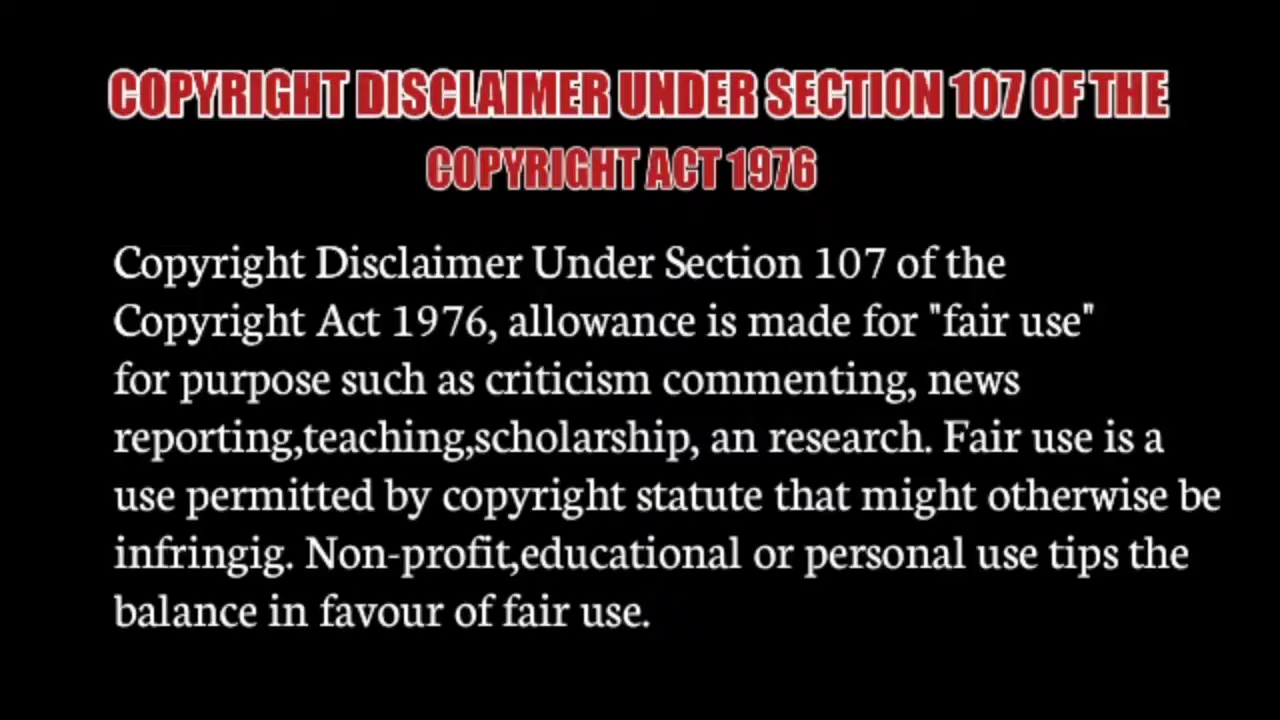 COPYRIGHT DISCLAIMER UNDER SECTION 107 OF THE
COPYRIGHT ACT 1976
Copyright Disclaimer Under Section 107 of the
Copyright Act 1976, allowance is made for "fair use"
for purpose such as criticism commenting, news
reporting,teaching,scholarship, an research. Fair use is a
use permitted by copyright statute that might otherwise be
infringig. Non-profit,educational or personal use tips the
balance in favour of fair use.